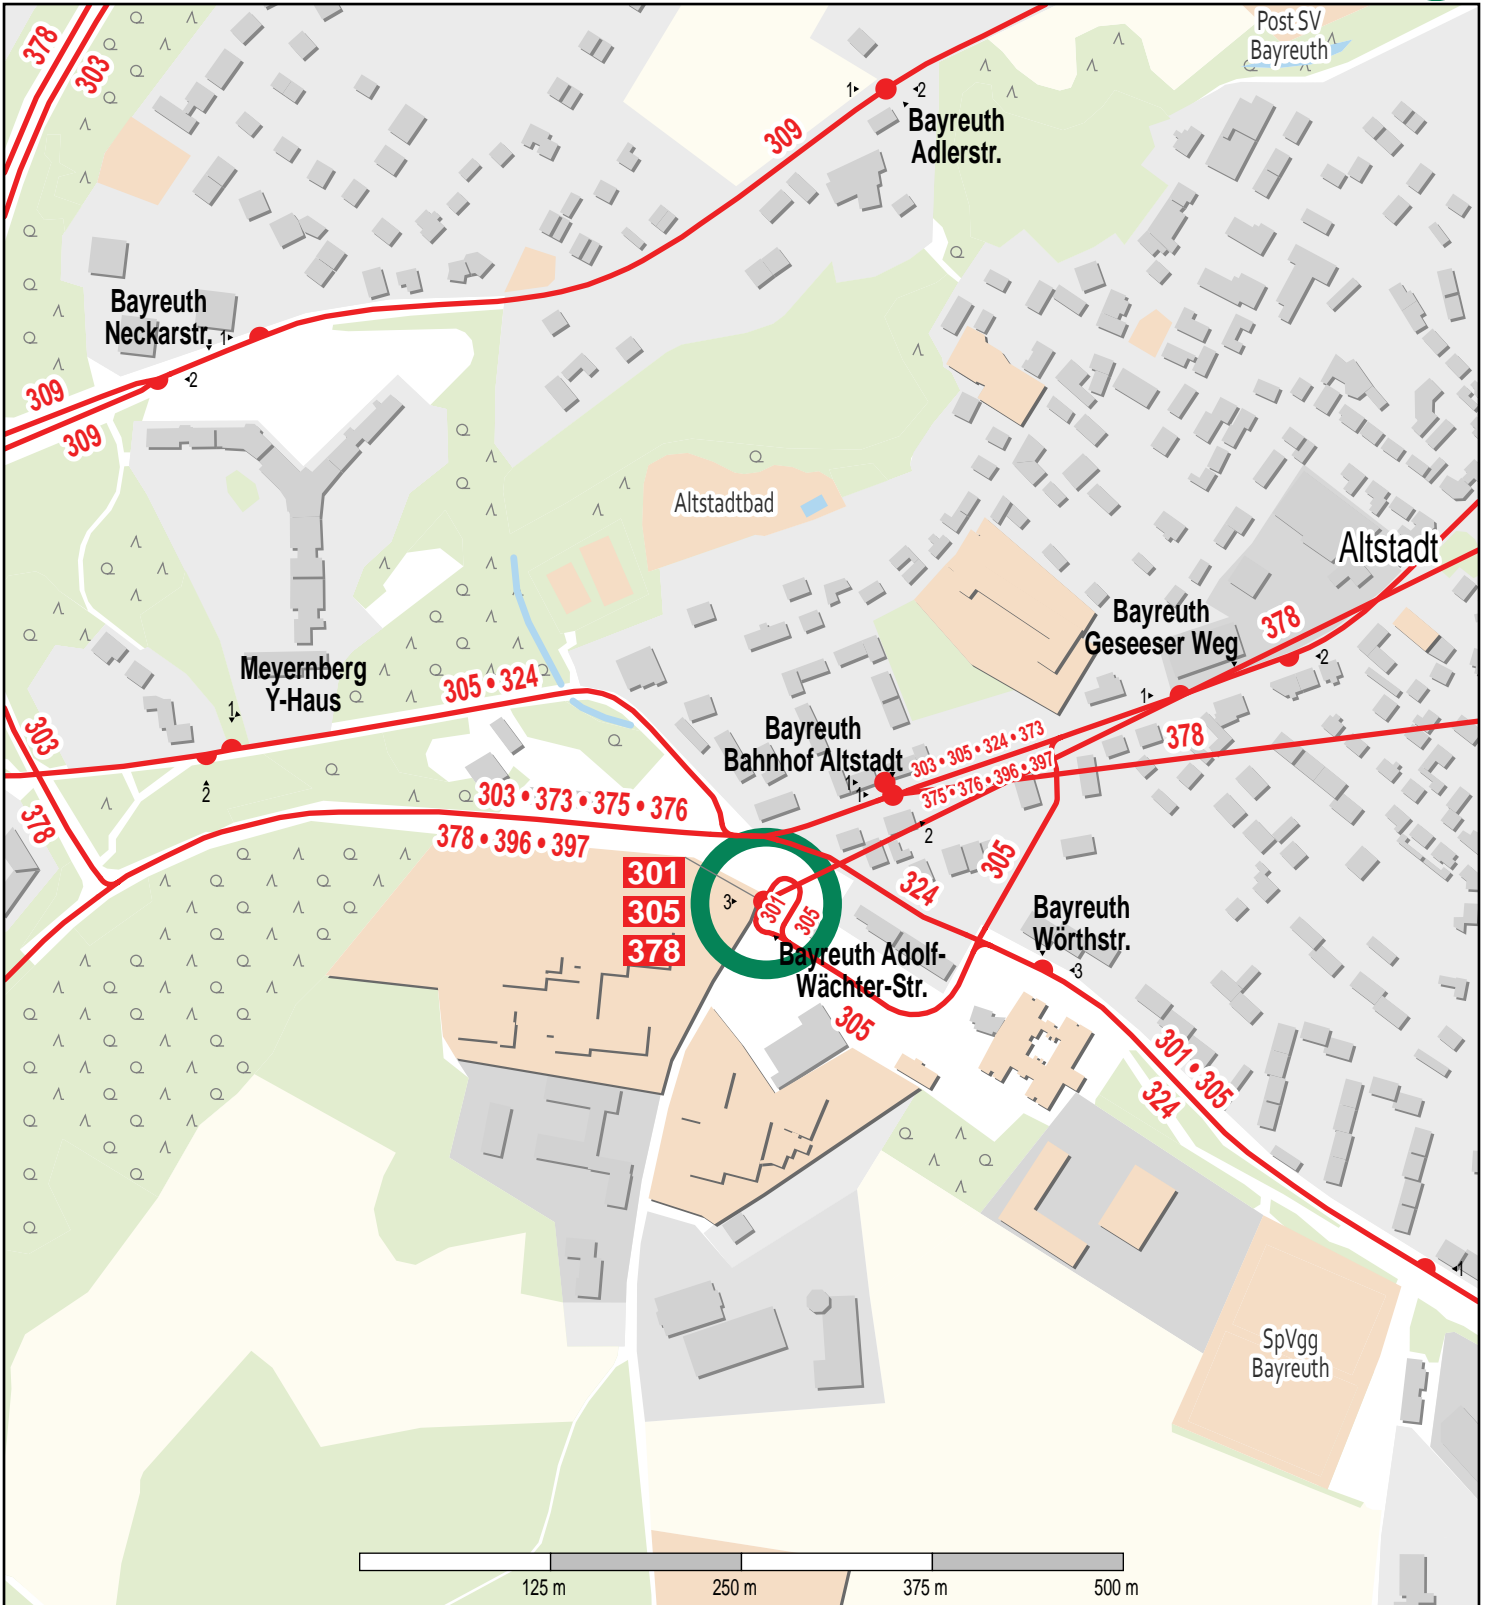 378
303
Post SV
Bayreuth
1
2
Bayreuth
Adlerstr.
309
Bayreuth
Neckarstr.
1
2
309
309
Altstadtbad
Altstadt
Bayreuth
Geseeser Weg
378
2
1
Meyernberg
Y-Haus
1
2
305 • 324
303
378
Bayreuth
Bahnhof Altstadt
1
1
2
303 • 305 • 324 • 373
375 • 376 • 396 • 397
378
303 • 373 • 375 • 376
378 • 396 • 397
301
305
378
3
301
305
324
305
Bayreuth
Wörthstr.
3
Bayreuth Adolf-
Wächter-Str.
305
301 • 305
324
1
SpVgg
Bayreuth
125 m
250 m
375 m
500 m